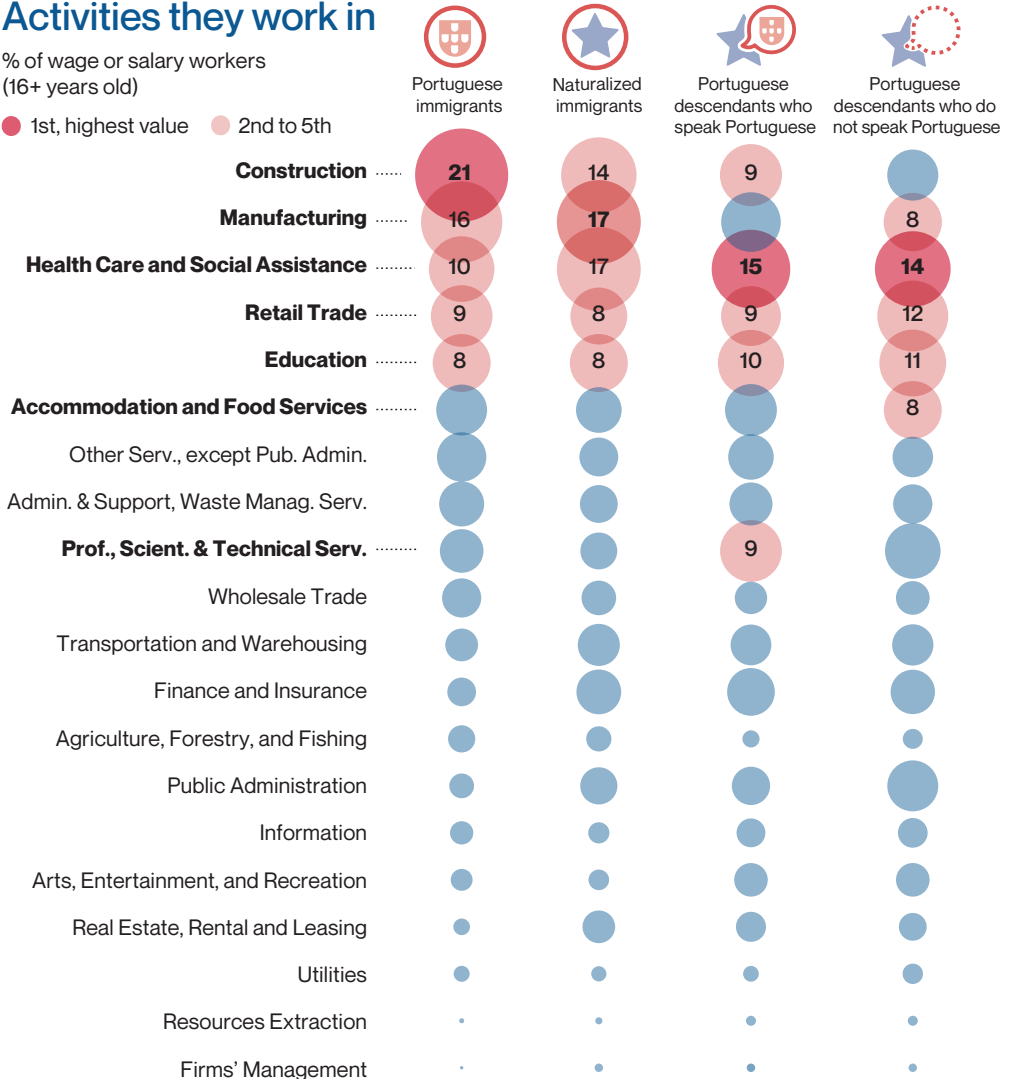 Activities they work in
% of wage or salary workers
(16+ years old)
1st, highest value 2nd to 5th
Portuguese
immigrants
Naturalized
immigrants
Portuguese
descendants who
speak Portuguese
Portuguese
descendants who do
not speak Portuguese
Construction 21 14 9
Manufacturing 16 17 8
Health Care and Social Assistance 10 17 15 14
Retail Trade 9 8 9 12
Education 8 8 10 11
Accommodation and Food Services 8
Other Serv., except Pub. Admin.
Admin. & Support, Waste Manag. Serv.
Prof., Scient. & Technical Serv. 9
Wholesale Trade
Transportation and Warehousing
Finance and Insurance
Agriculture, Forestry, and Fishing
Public Administration
Information
Arts, Entertainment, and Recreation
Real Estate, Rental and Leasing
Utilities
Resources Extraction
Firms' Management